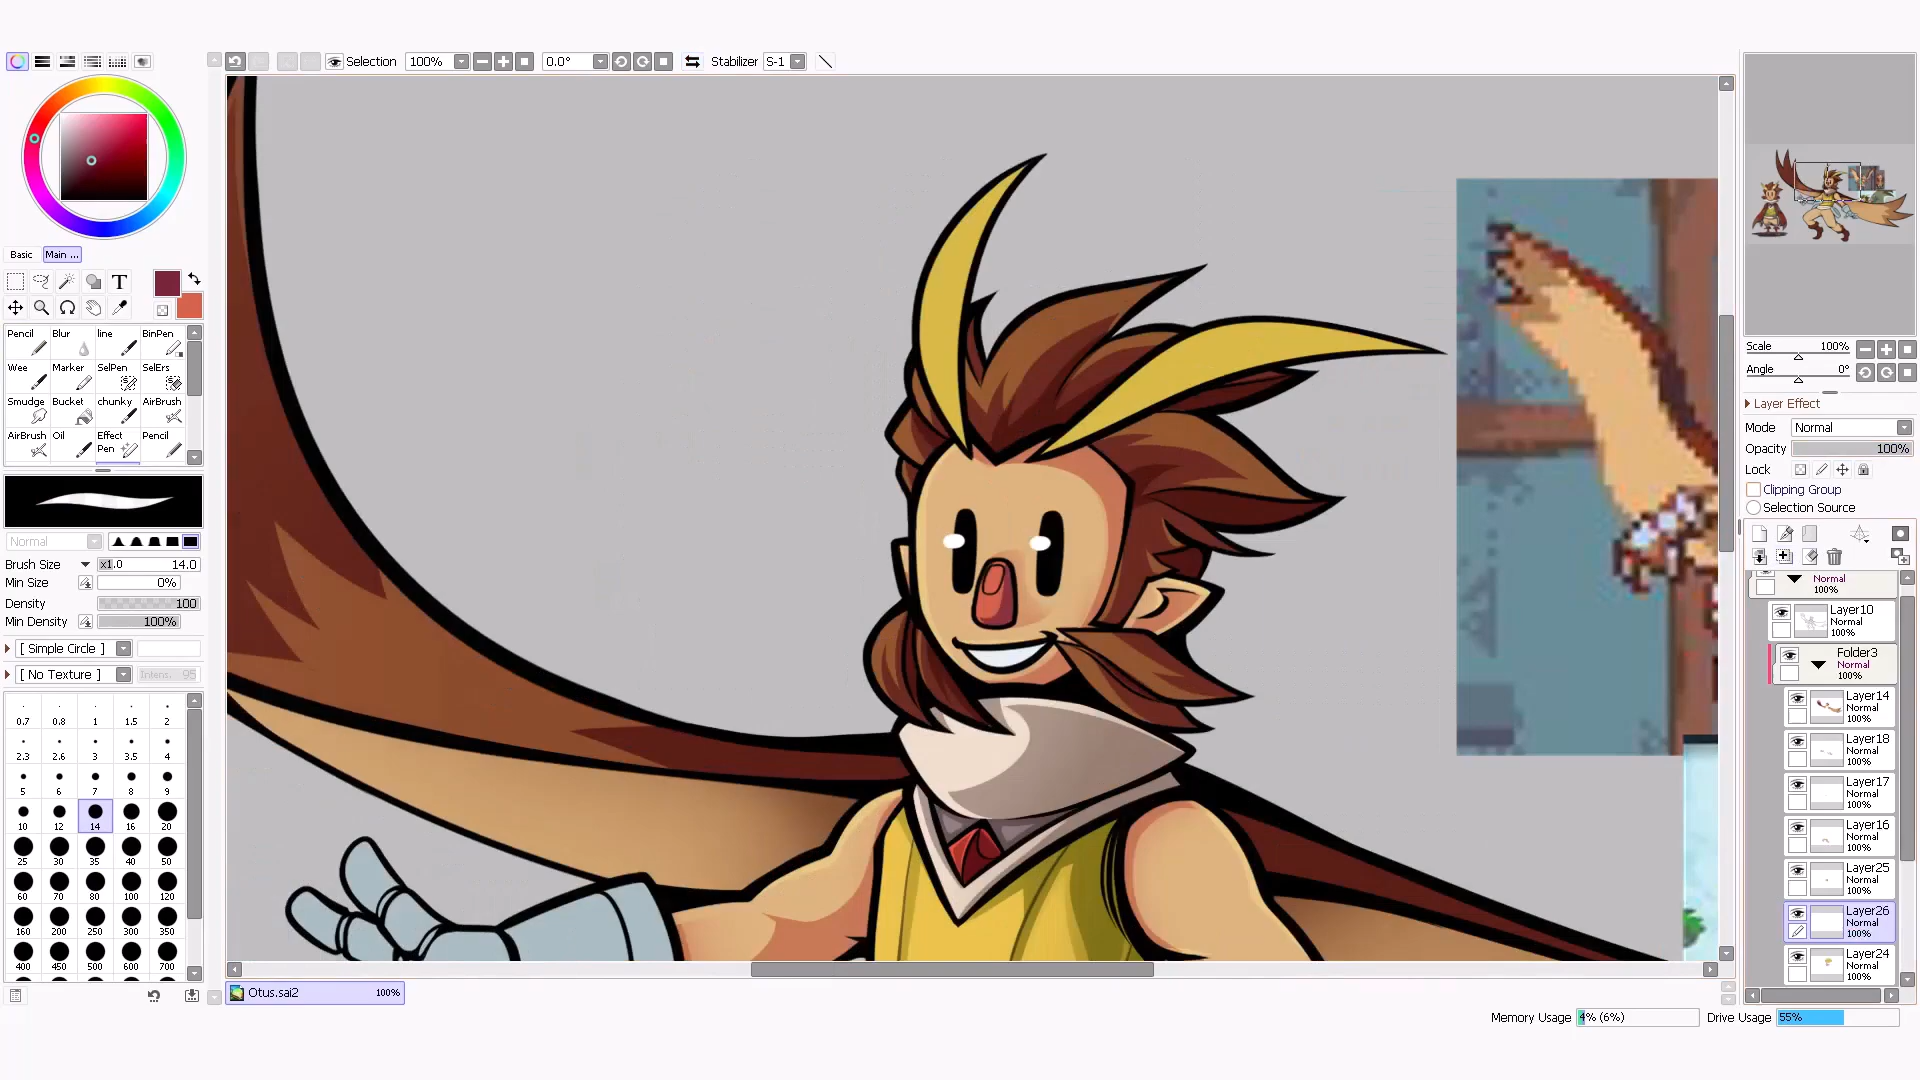 Selection 100% 0.0° Stabilizer S-1
Basic Main ...
T
Pencil Blur line BinPen
Wee Marker SelPen SelErs
Smudge Bucket chunky AirBrush
AirBrush Oil Effect Pen Pencil
Normal
Brush Size x1.0 14.0
Min Size 0%
Density 100
Min Density 100%
[ Simple Circle ]
[ No Texture ] Intens. 95
0.7 0.8 1 1.5 2
2.3 2.6 3 3.5 4
5 6 7 8 9
10 12 14 16 20
25 30 35 40 50
60 70 80 100 120
160 200 250 300 350
400 450 500 600 700
Otus.sai2 100%
Scale 100%
Angle 0°
Layer Effect
Mode Normal
Opacity 100%
Lock
Clipping Group
Selection Source
Normal
100%
Layer10
Normal
100%
Folder3
Normal
100%
Layer14
Normal
100%
Layer18
Normal
100%
Layer17
Normal
100%
Layer16
Normal
100%
Layer25
Normal
100%
Layer26
Normal
100%
Layer24
Normal
100%
Memory Usage 4% (6%) Drive Usage 55%